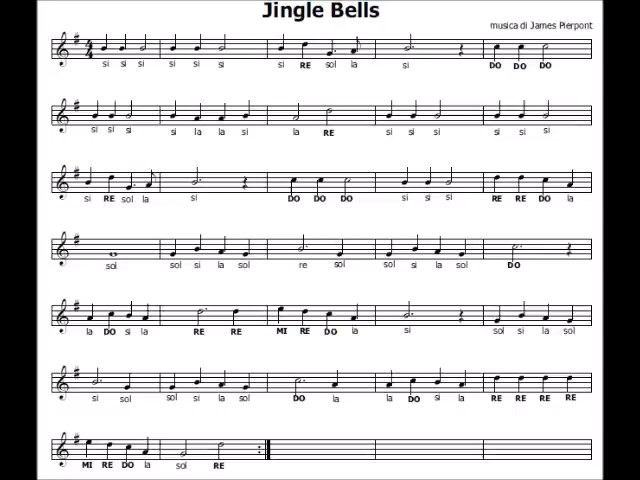 Jingle Bells
musica di James Pierpont
4
4
si si si si si si si RE sol la si DO DO DO
si si si si la la si la RE si si si si si si
si RE sol la si DO DO DO si si si RE RE DO la
sol sol si la sol re sol sol si la sol DO
la DO si la RE RE MI RE DO la si sol si la sol
si sol sol si la sol DO la la DO si la RE RE RE RE
MI RE DO la sol RE